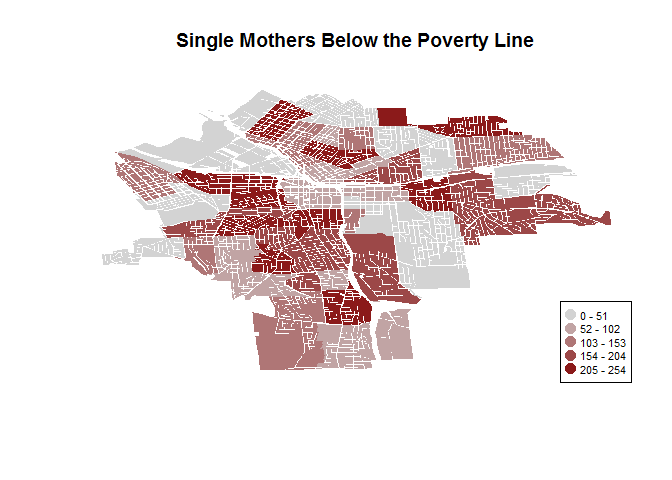 Single Mothers Below the Poverty Line
0 - 51
52 - 102
103 - 153
154 - 204
205 - 254